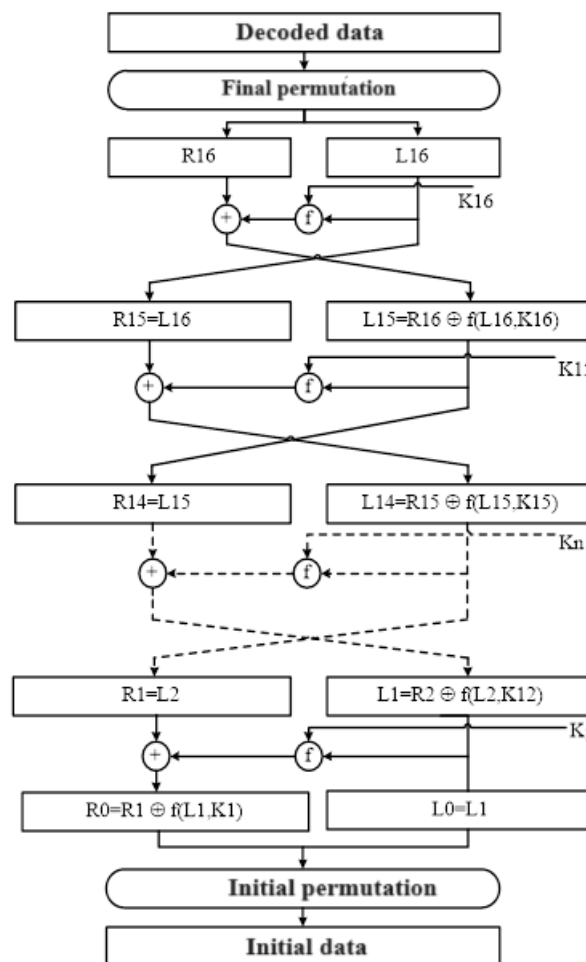 Decoded data
Final permutation
R16
L16
K16
+
f
R15=L16
L15=R16 ⊕ f(L16,K16)
+
f
R14=L15
L14=R15 ⊕ f(L15,K15)
Kn
+
f
R1=L2
L1=R2 ⊕ f(L2,K12)
K
+
f
R0=R1 ⊕ f(L1,K1)
L0=L1
Initial permutation
Initial data